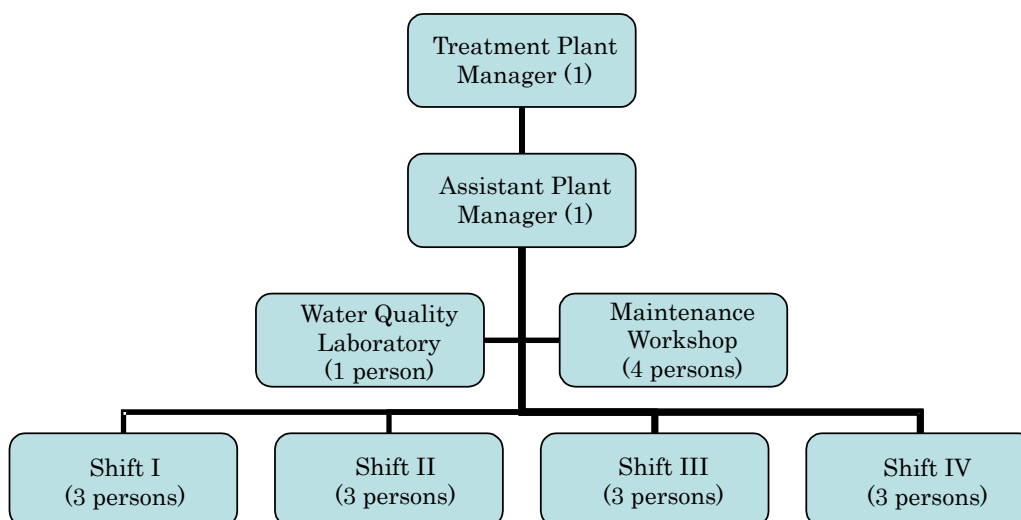 Treatment Plant
Manager (1)
Assistant Plant
Manager (1)
Water Quality
Laboratory
(1 person)
Maintenance
Workshop
(4 persons)
Shift I
(3 persons)
Shift II
(3 persons)
Shift III
(3 persons)
Shift IV
(3 persons)